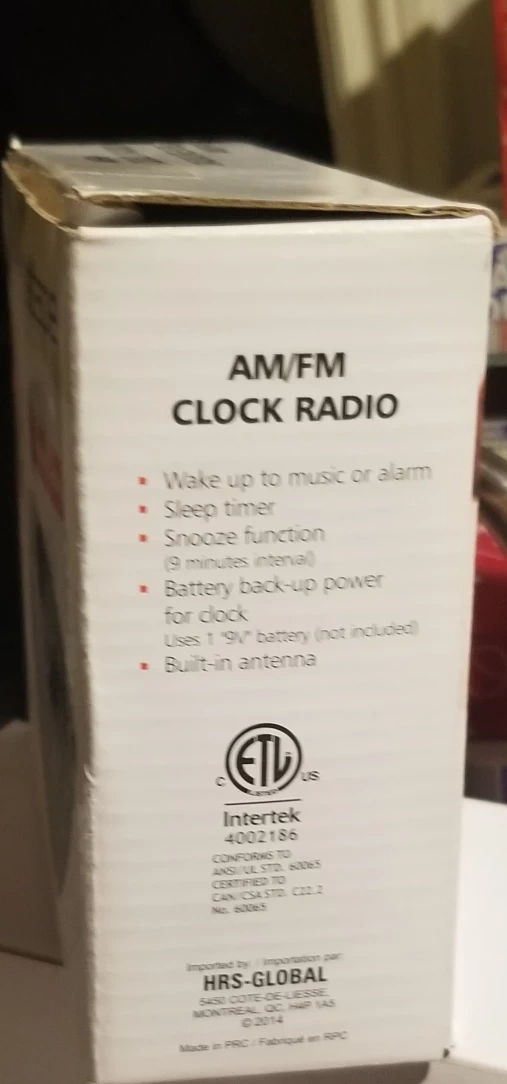 AM/FM
CLOCK RADIO
▪ Wake up to music or alarm
▪ Sleep timer
▪ Snooze function
(9 minutes interval)
▪ Battery back-up power
for clock
Uses 1 "9V" battery (not included)
▪ Built-in antenna
ETL
C US
LISTED
Intertek
4002186
CONFORMS TO
ANSI/UL STD. 60065
CERTIFIED TO
CAN/CSA STD. C22.2
No. 60065
Imported by: / Importation par:
HRS-GLOBAL
5450 COTE-DE-LIESSE,
MONTREAL, QC, H4P 1A5
© 2014
Made in PRC / Fabriqué en RPC